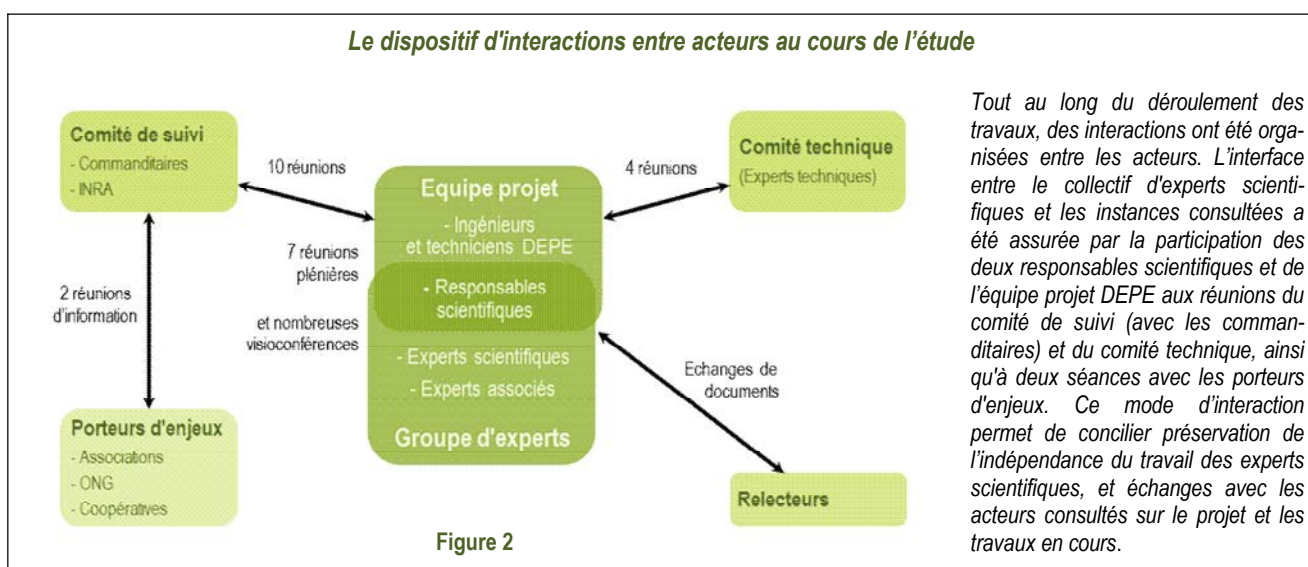 Le dispositif d'interactions entre acteurs au cours de l'étude
Comité de suivi
- Commanditaires
- INRA
10 réunions
Equipe projet
- Ingénieurs
et techniciens DEPE
4 réunions
Comité technique
(Experts techniques)
7 réunions
plénières
- Responsables
scientifiques
2 réunions
d'information
et nombreuses
visioconférences
- Experts scientifiques
- Experts associés
Groupe d'experts
Echanges de
documents
Porteurs d'enjeux
- Associations
- ONG
- Coopératives
Relecteurs
Figure 2
Tout au long du déroulement des
travaux, des interactions ont été orga-
nisées entre les acteurs. L'interface
entre le collectif d'experts scienti-
fiques et les instances consultées a
été assurée par la participation des
deux responsables scientifiques et de
l'équipe projet DEPE aux réunions du
comité de suivi (avec les comman-
ditaires) et du comité technique, ainsi
qu'à deux séances avec les porteurs
d'enjeux. Ce mode d'interaction
permet de concilier préservation de
l'indépendance du travail des experts
scientifiques, et échanges avec les
acteurs consultés sur le projet et les
travaux en cours.